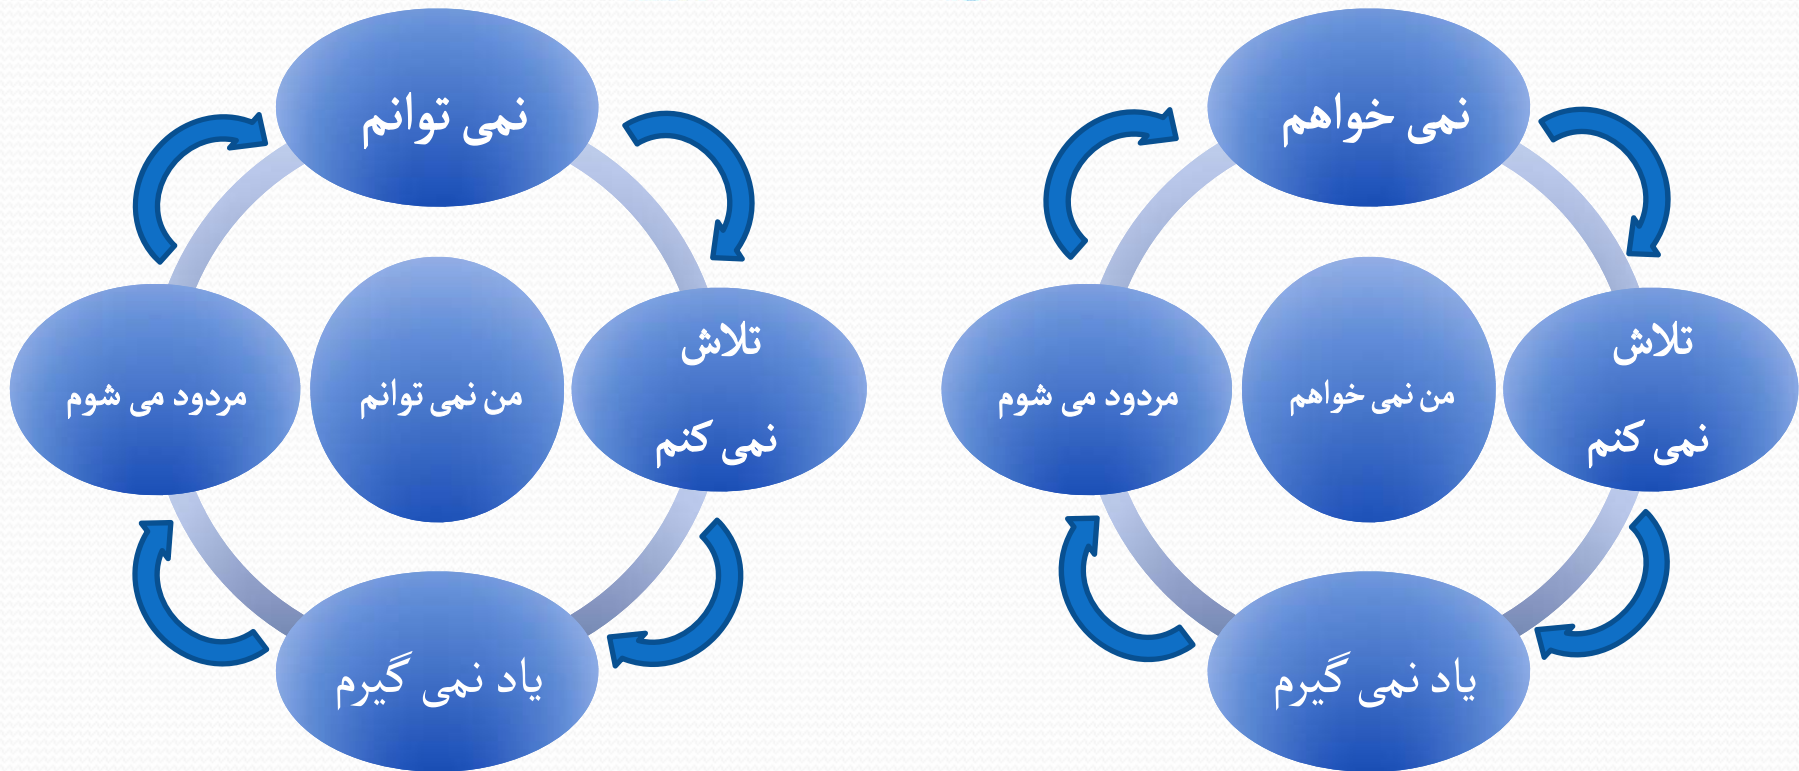 نمی خواهم
تلاش
نمی کنم
یاد نمی گیرم
مردود می شوم
من نمی خواهم
نمی توانم
تلاش
نمی کنم
یاد نمی گیرم
مردود می شوم
من نمی توانم